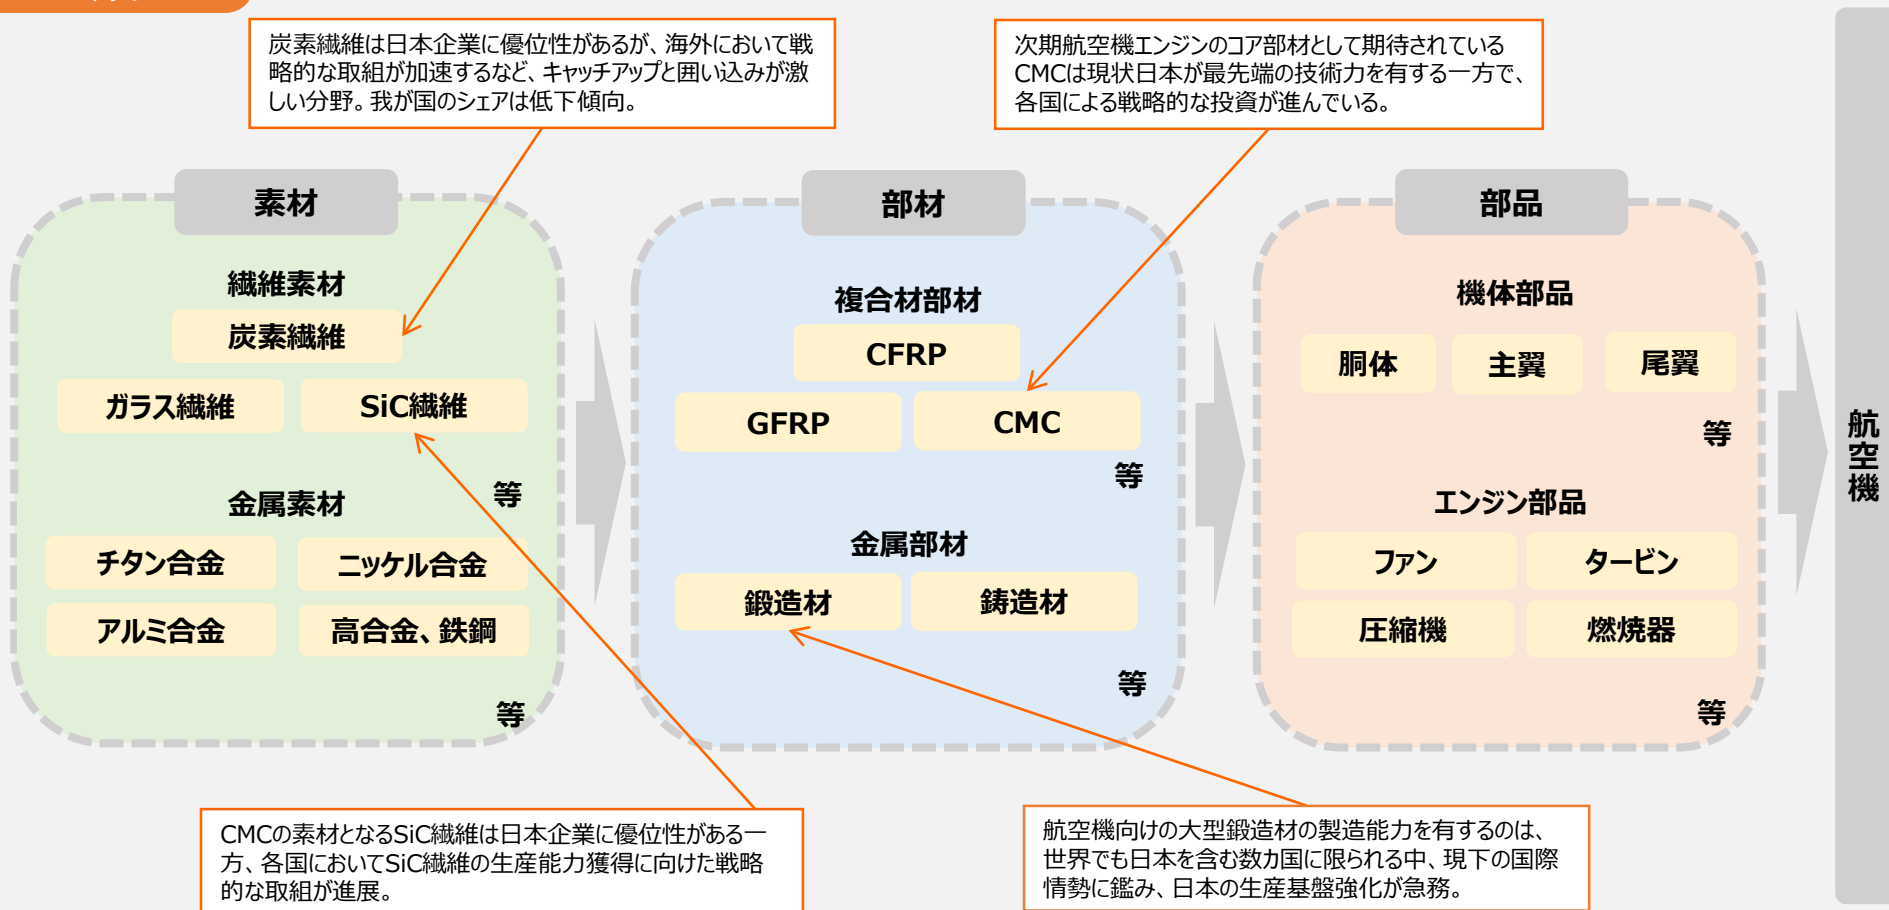 炭素繊維は日本企業に優位性があるが、海外において戦
略的な取組が加速するなど、キャッチアップと囲い込みが激
しい分野。我が国のシェアは低下傾向。
次期航空機エンジンのコア部材として期待されている
CMCは現状日本が最先端の技術力を有する一方で、
各国による戦略的な投資が進んでいる。
素材
繊維素材
炭素繊維
ガラス繊維
SiC繊維
等
金属素材
チタン合金
ニッケル合金
アルミ合金
高合金、鉄鋼
等
部材
複合材部材
CFRP
GFRP
CMC
等
金属部材
鍛造材
鋳造材
等
部品
機体部品
胴体
主翼
尾翼
等
エンジン部品
ファン
タービン
圧縮機
燃焼器
等
航空機
CMCの素材となるSiC繊維は日本企業に優位性がある一
方、各国においてSiC繊維の生産能力獲得に向けた戦略
的な取組が進展。
航空機向けの大型鍛造材の製造能力を有するのは、
世界でも日本を含む数カ国に限られる中、現下の国際
情勢に鑑み、日本の生産基盤強化が急務。